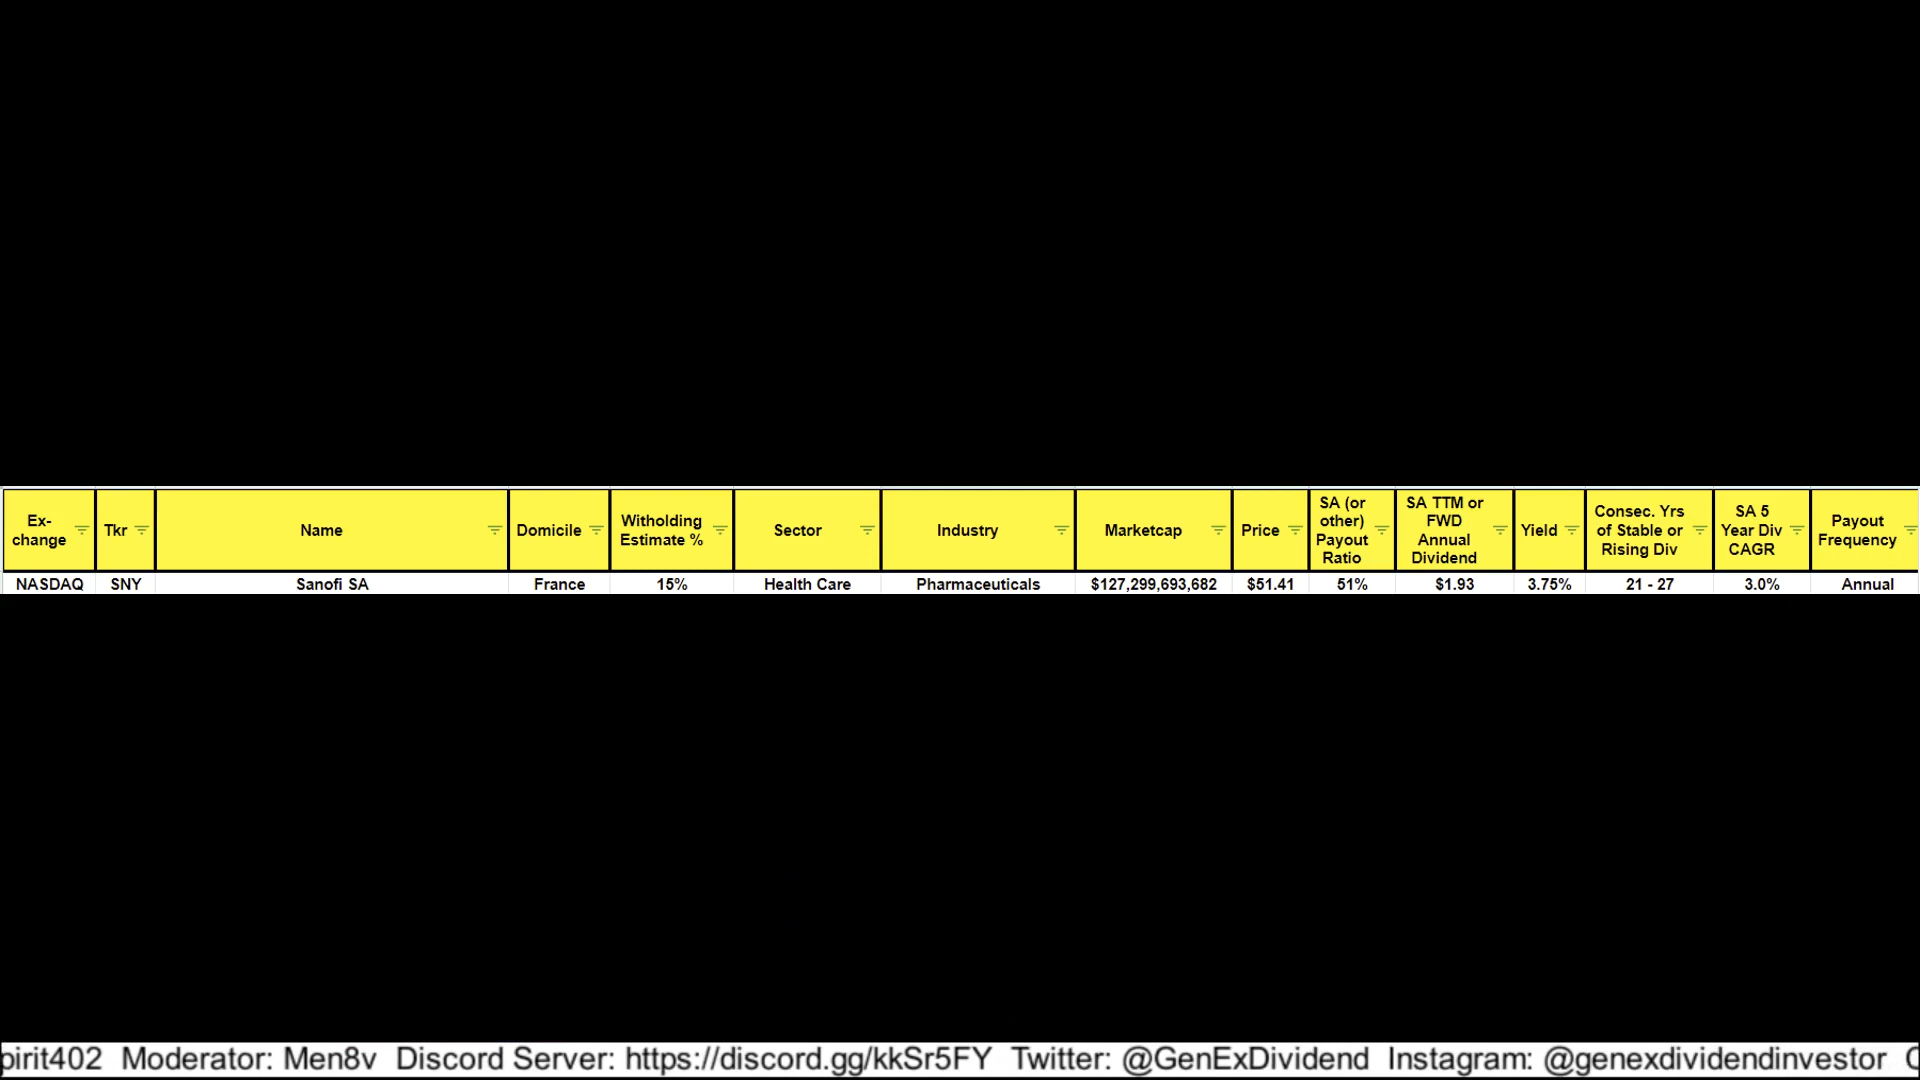 Ex-
change
Tkr
Name
Domicile
Witholding
Estimate %
Sector
Industry
Marketcap
Price
SA (or
other)
Payout
Ratio
SA TTM or
FWD
Annual
Dividend
Yield
Consec. Yrs
of Stable or
Rising Div
SA 5
Year Div
CAGR
Payout
Frequency
NASDAQ SNY Sanofi SA France 15% Health Care Pharmaceuticals $127,299,693,682 $51.41 51% $1.93 3.75% 21 - 27 3.0% Annual
pirit402 Moderator: Men8v Discord Server: https://discord.gg/kkSr5FY Twitter: @GenExDividend Instagram: @genexdividendinvestor